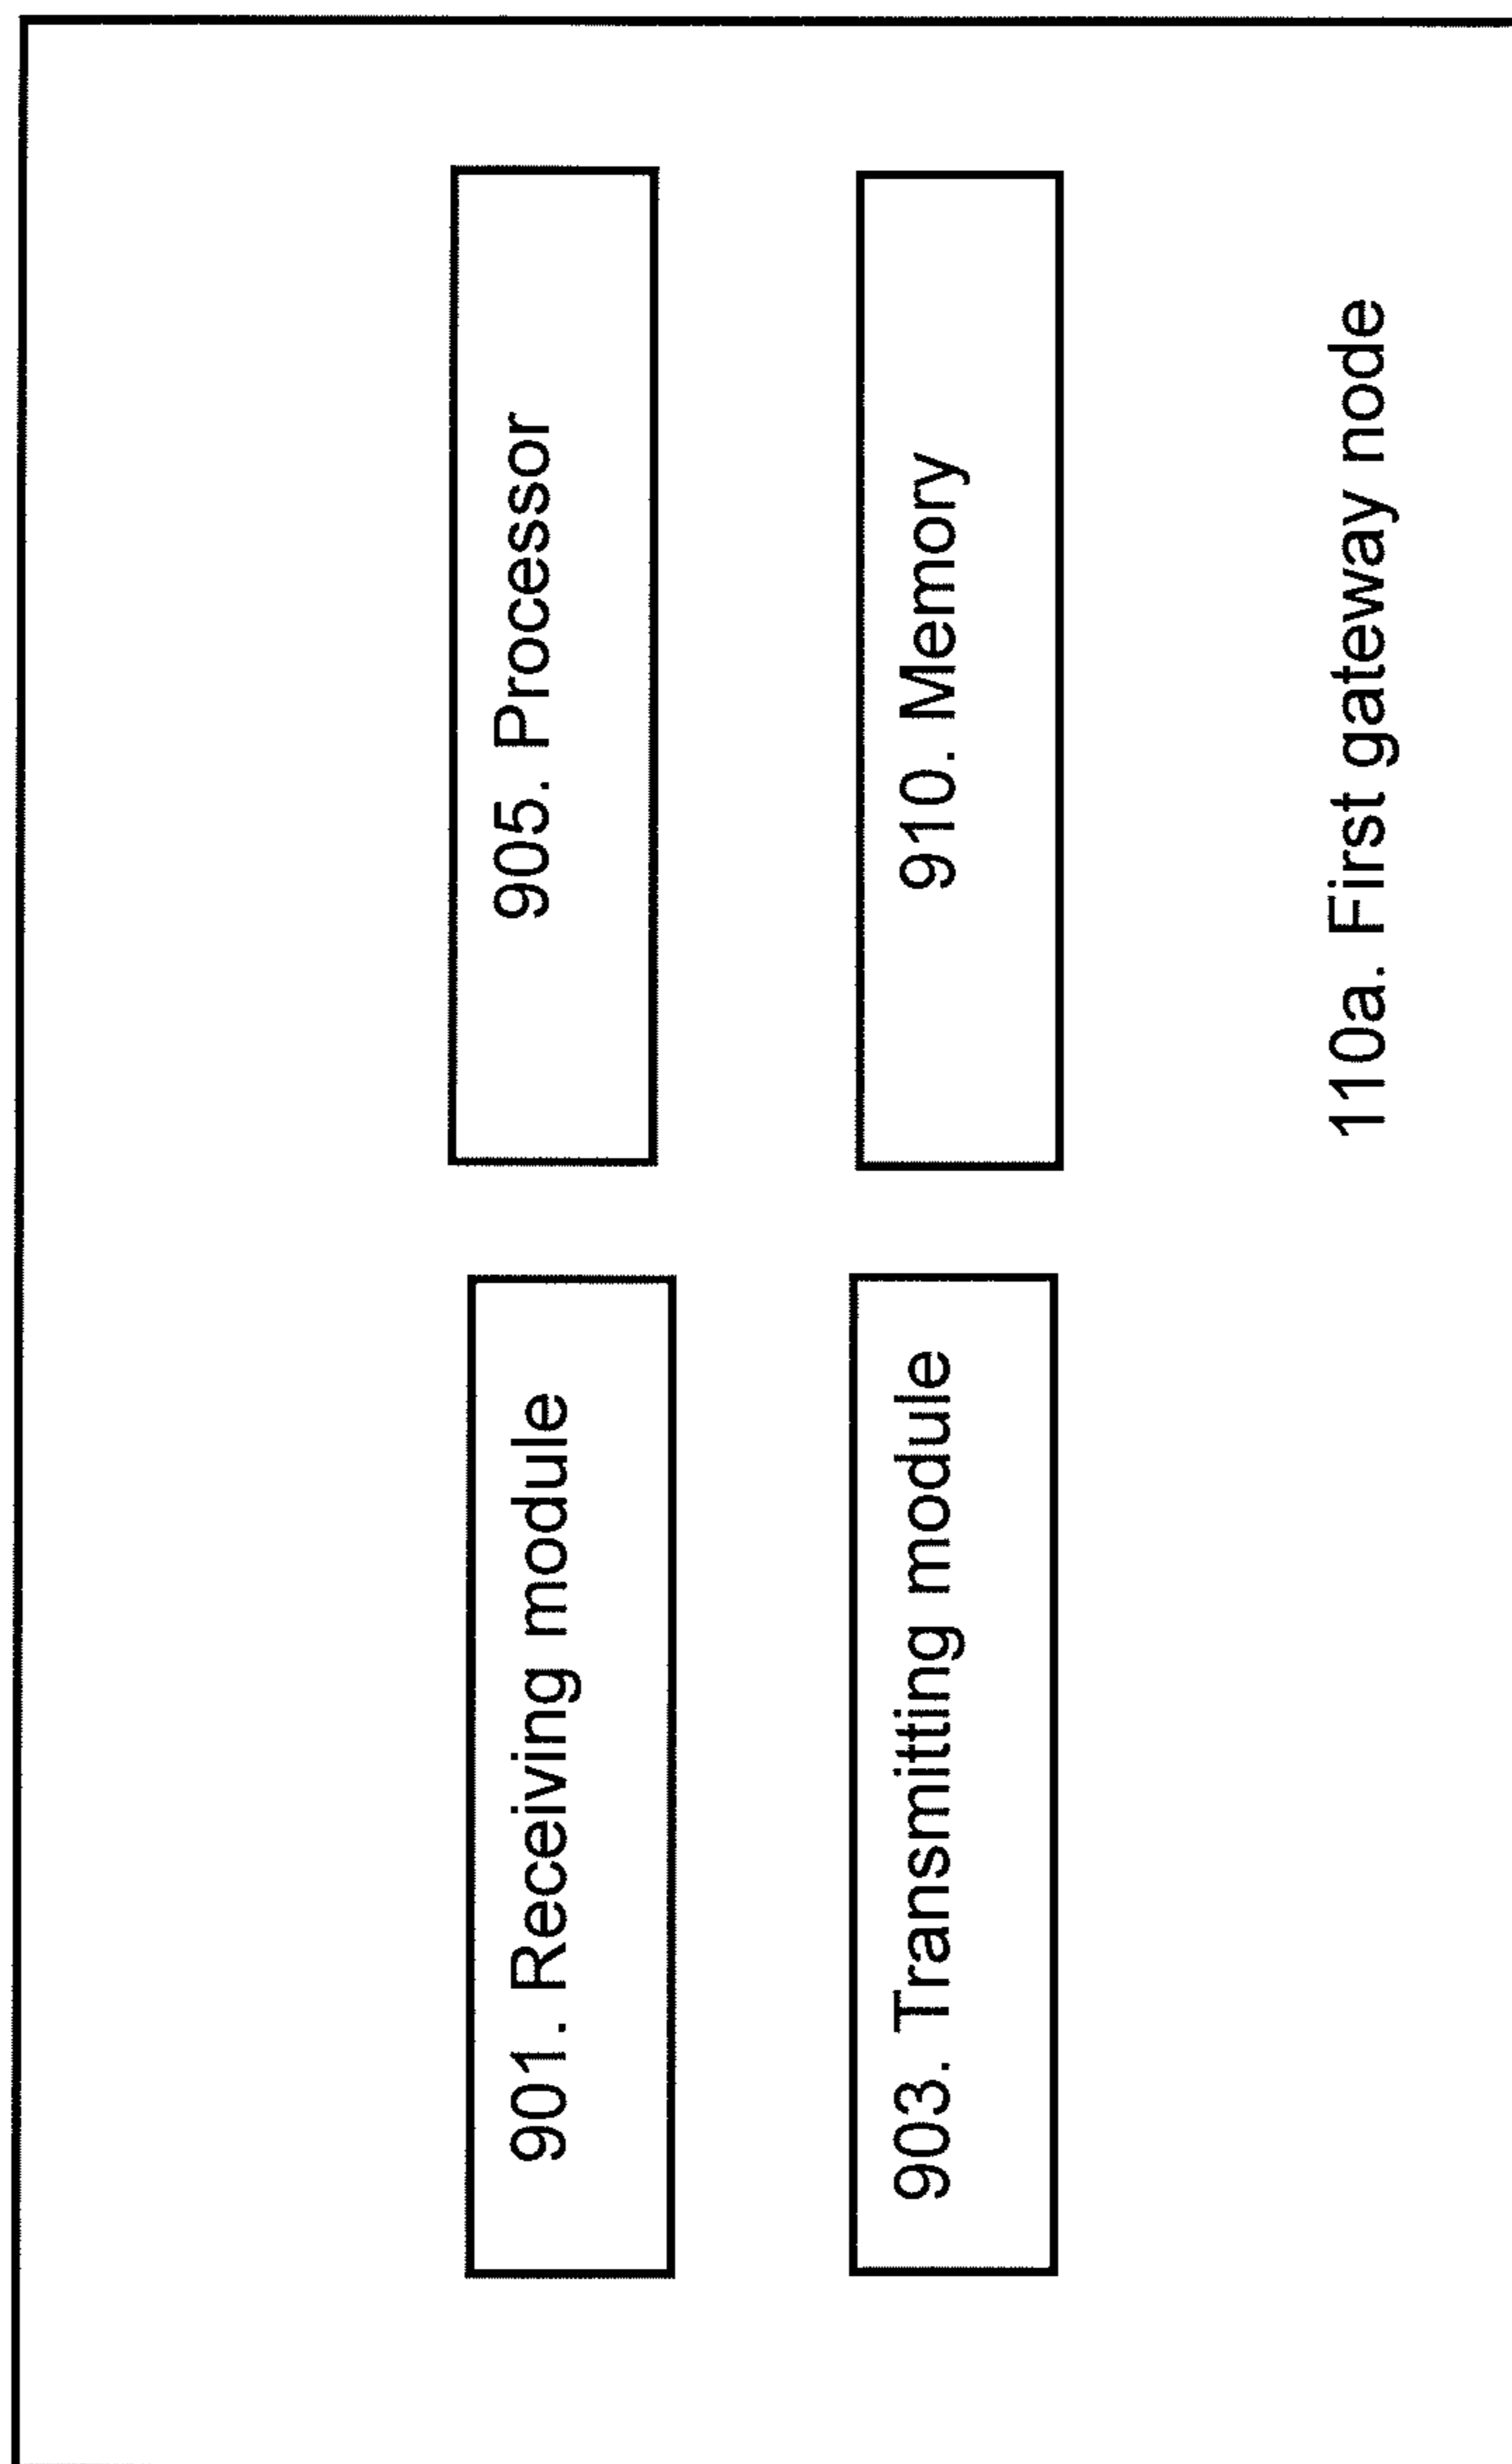 901. Receiving module
905. Processor
903. Transmitting module
910. Memory
110a. First gateway node